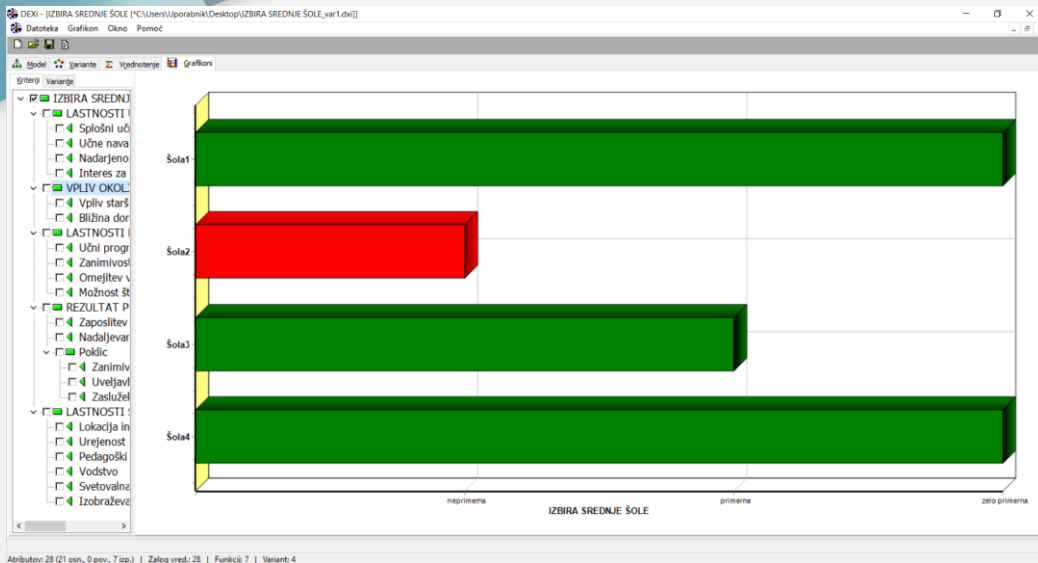 DEXi - [IZBIRA SREDNJE ŠOLE [*C:\Users\Uporabnik\Desktop\IZBIRA SREDNJE ŠOLE_var1.dxi]]
Datoteka Grafikon Okno Pomoč
Model Variante Vrednotenje Grafikoni
Kriteriji Variante
IZBIRA SREDNJ
LASTNOSTI
Splošni uč
Učne nava
Nadarjeno
Interes za
VPLIV OKOL
Vpliv starš
Bližina dor
LASTNOSTI
Učni progr
Zanimivost
Omejitev v
Možnost št
REZULTAT P
Zaposlitev
Nadaljevar
Poklic
Zanimiv
Uveljavl
Zaslužel
LASTNOSTI
Lokacija in
Urejenost
Pedagoški
Vodstvo
Svetovalna
Izobraževa
Šola1
Šola2
Šola3
Šola4
neprimerna primerna zelo primerna
IZBIRA SREDNJE ŠOLE
Atributov: 28 (21 osn., 0 pov., 7 izp.) | Zalog vred.: 28 | Funkcij: 7 | Variant: 4